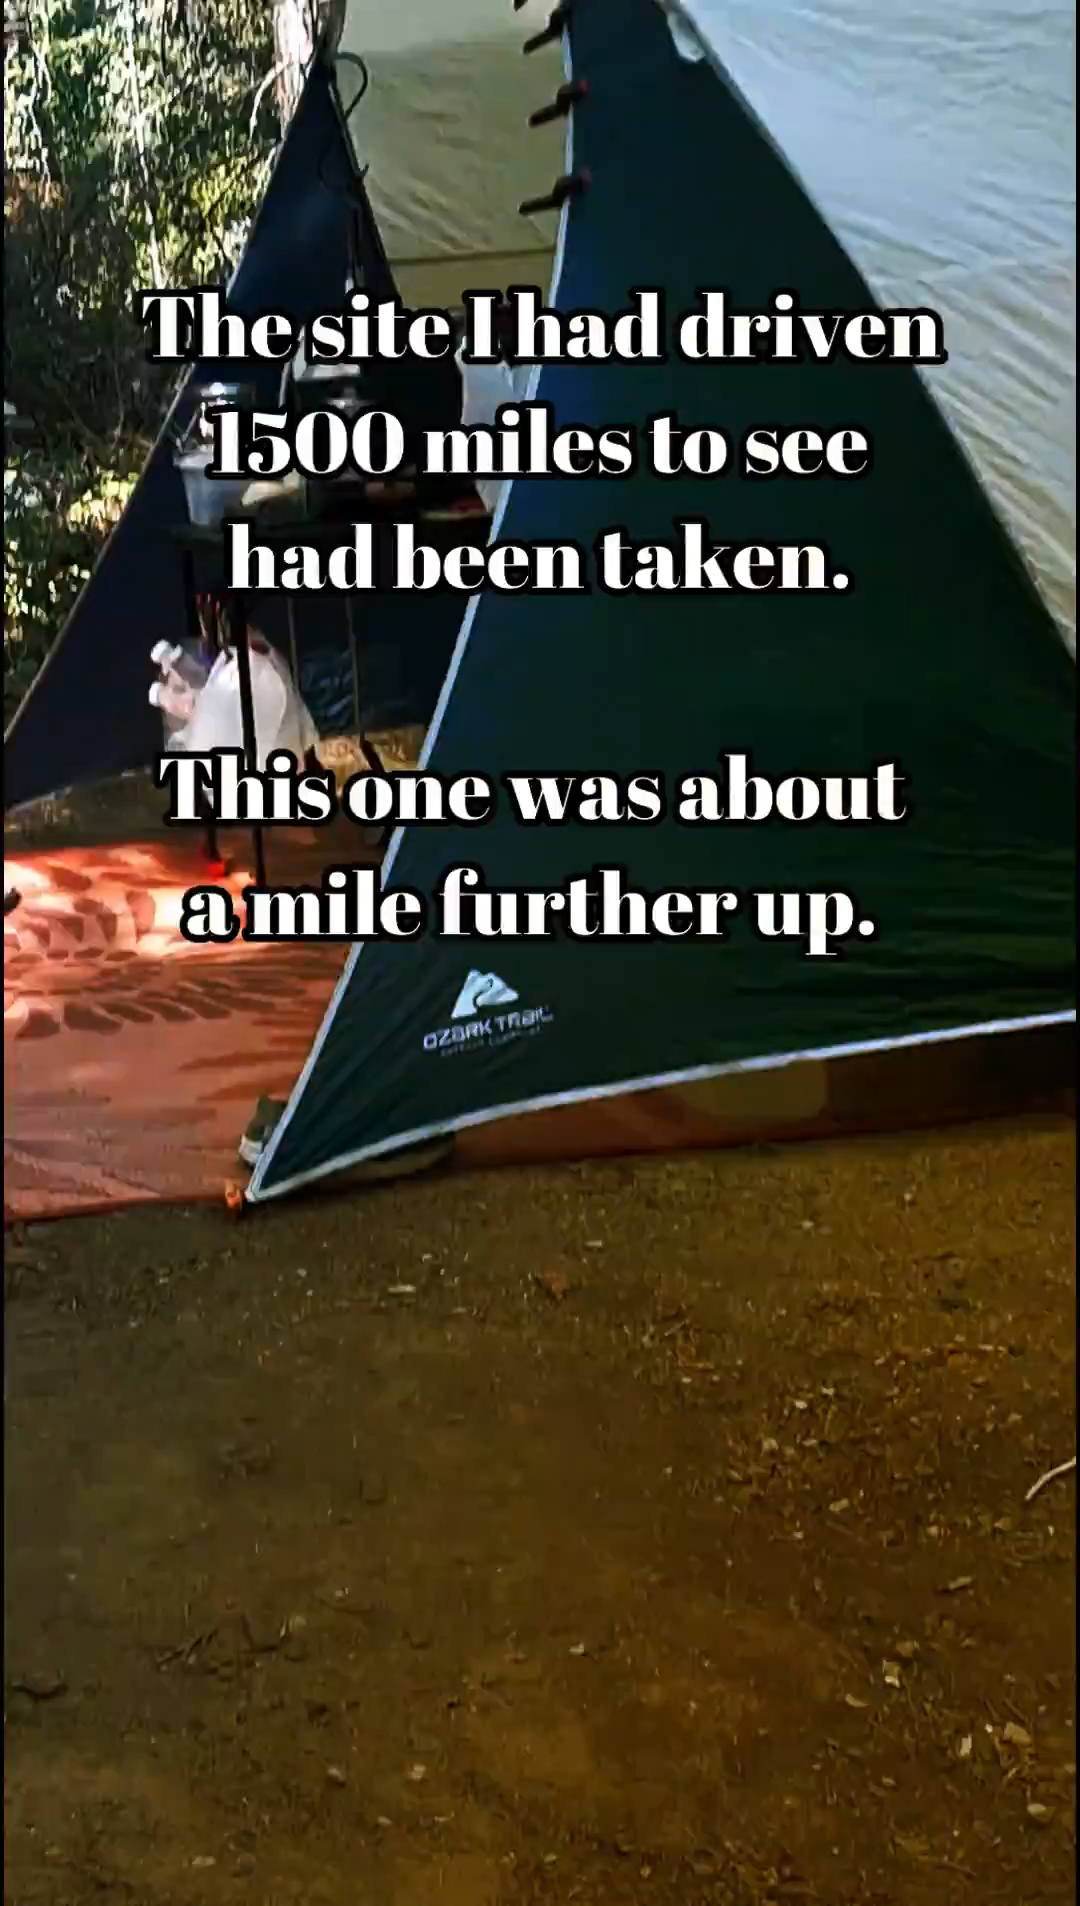 The site I had driven
1500 miles to see
had been taken.
This one was about
a mile further up.
OZARK TRAIL